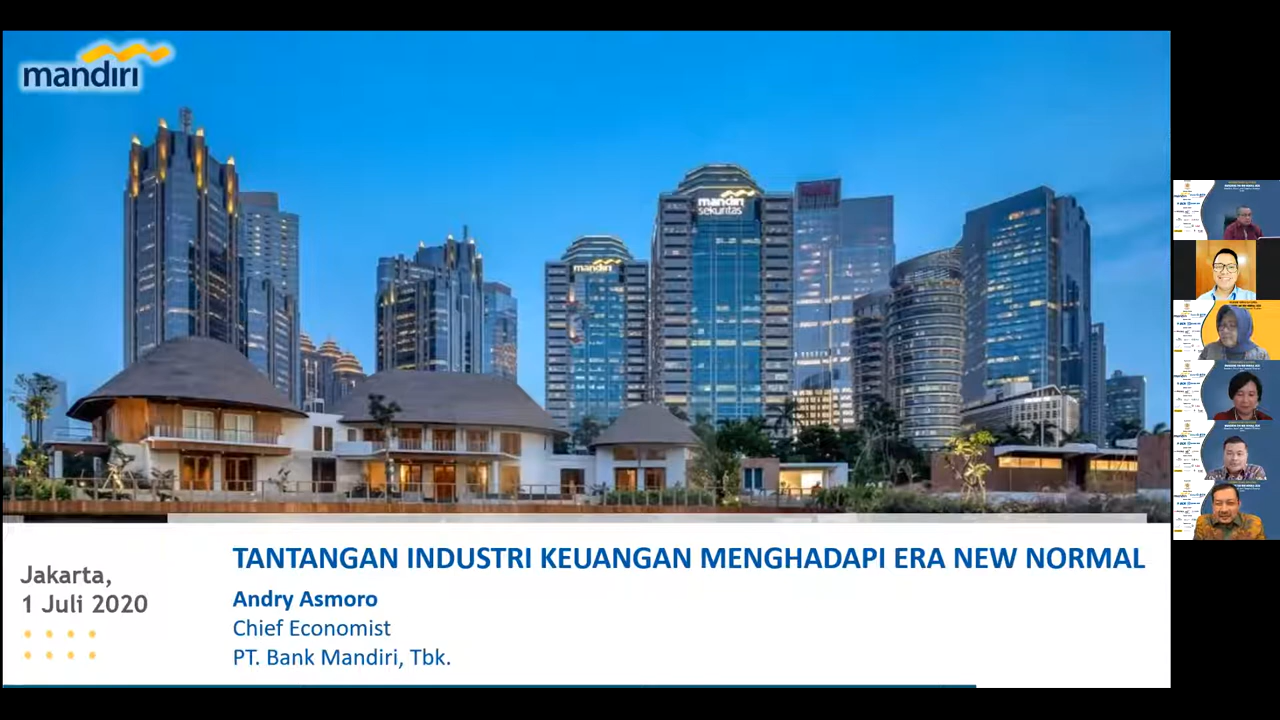 mandiri
mandiri
mandiri
sekuritas
TANTANGAN INDUSTRI KEUANGAN MENGHADAPI ERA NEW NORMAL
Jakarta,
1 Juli 2020
Andry Asmoro
Chief Economist
PT. Bank Mandiri, Tbk.